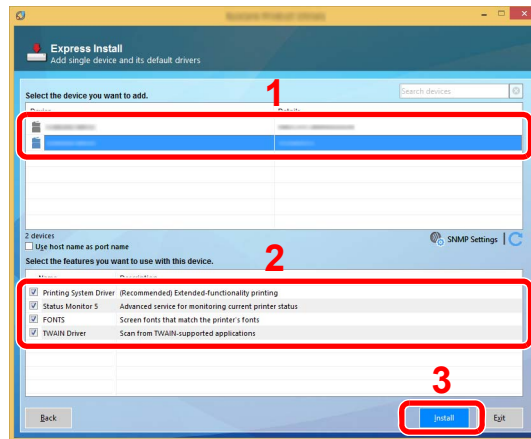 Express Install
Add single device and its default drivers
1
Select the device you want to add.
Search devices
Device Details
2 devices
SNMP Settings
Use host name as port name
2
Select the features you want to use with this device.
Name Description
Printing System Driver (Recommended) Extended-functionality printing
Status Monitor 5 Advanced service for monitoring current printer status
FONTS Screen fonts that match the printer's fonts
TWAIN Driver Scan from TWAIN-supported applications
3
Back Install Exit